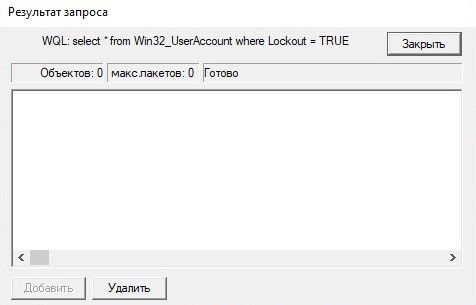 Результат запроса
WQL: select * from Win32_UserAccount where Lockout = TRUE
Закрыть
Объектов: 0 макс.пакетов: 0 Готово
Добавить Удалить